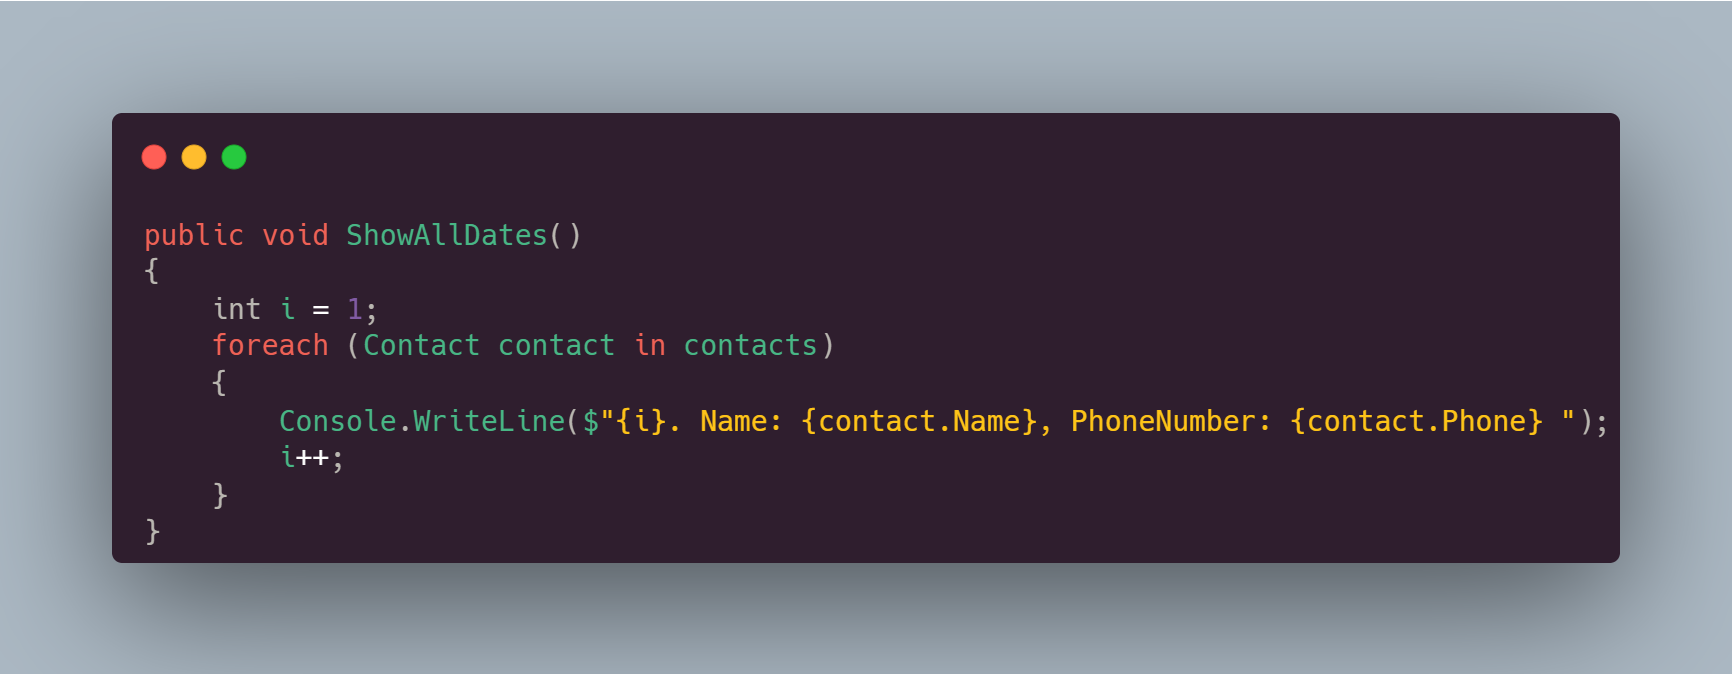 public void ShowAllDates()
{
    int i = 1;
    foreach (Contact contact in contacts)
    {
        Console.WriteLine($"{i}. Name: {contact.Name}, PhoneNumber: {contact.Phone} ");
        i++;
    }
}